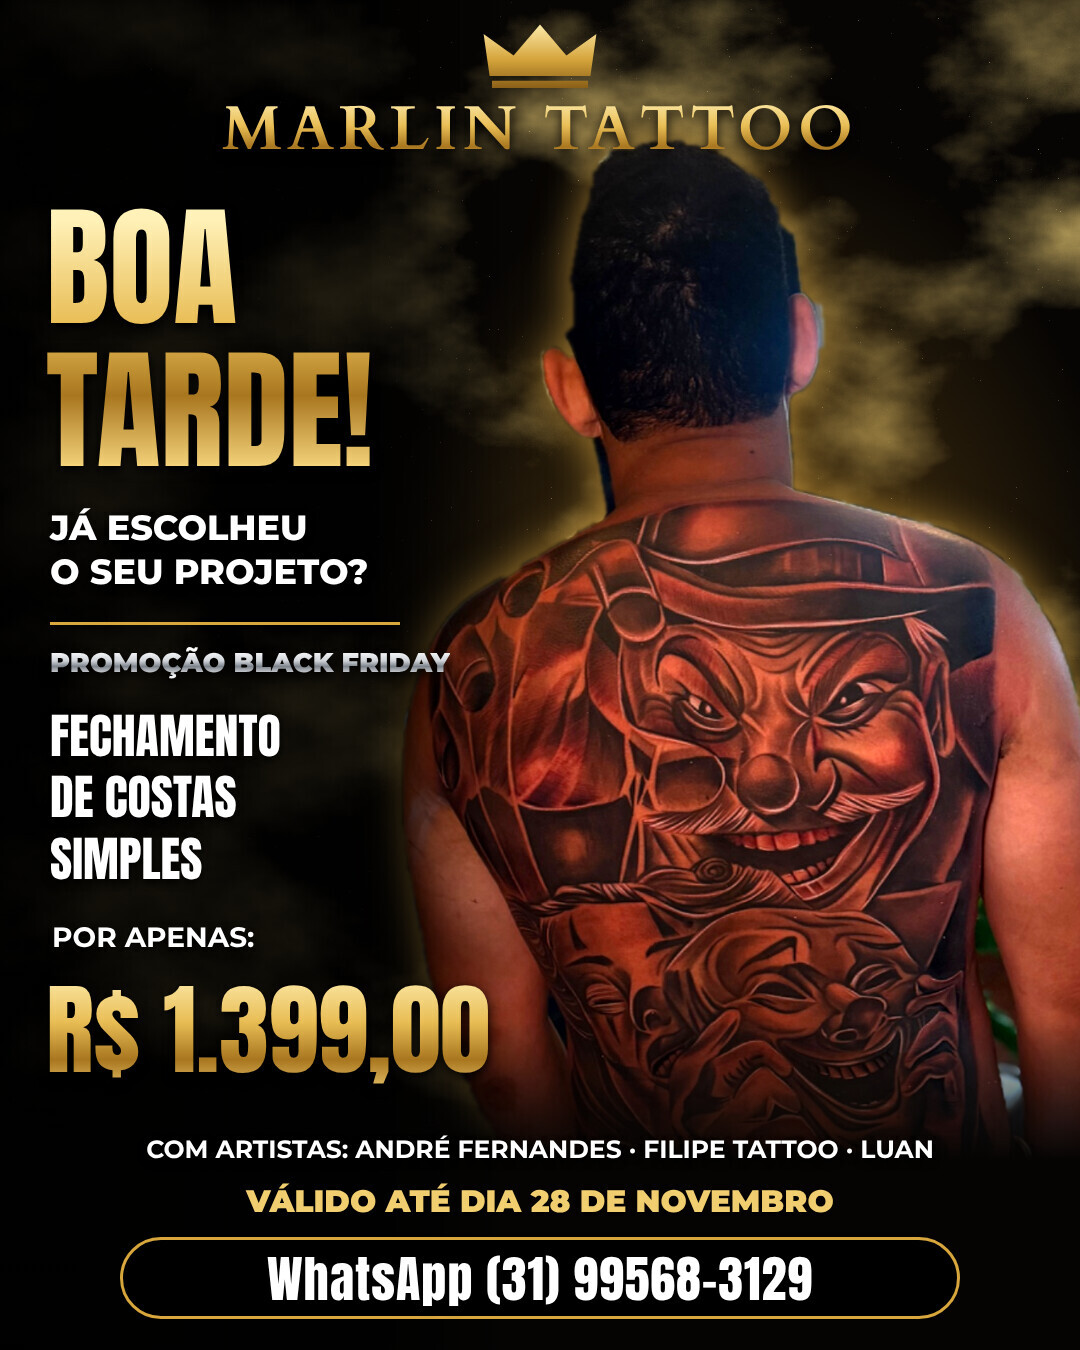 MARLIN TATTOO
BOA
TARDE!
JÁ ESCOLHEU
O SEU PROJETO?
PROMOÇÃO BLACK FRIDAY
FECHAMENTO
DE COSTAS
SIMPLES
POR APENAS:
R$ 1.399,00
COM ARTISTAS: ANDRÉ FERNANDES · FILIPE TATTOO · LUAN
VÁLIDO ATÉ DIA 28 DE NOVEMBRO
WhatsApp (31) 99568-3129